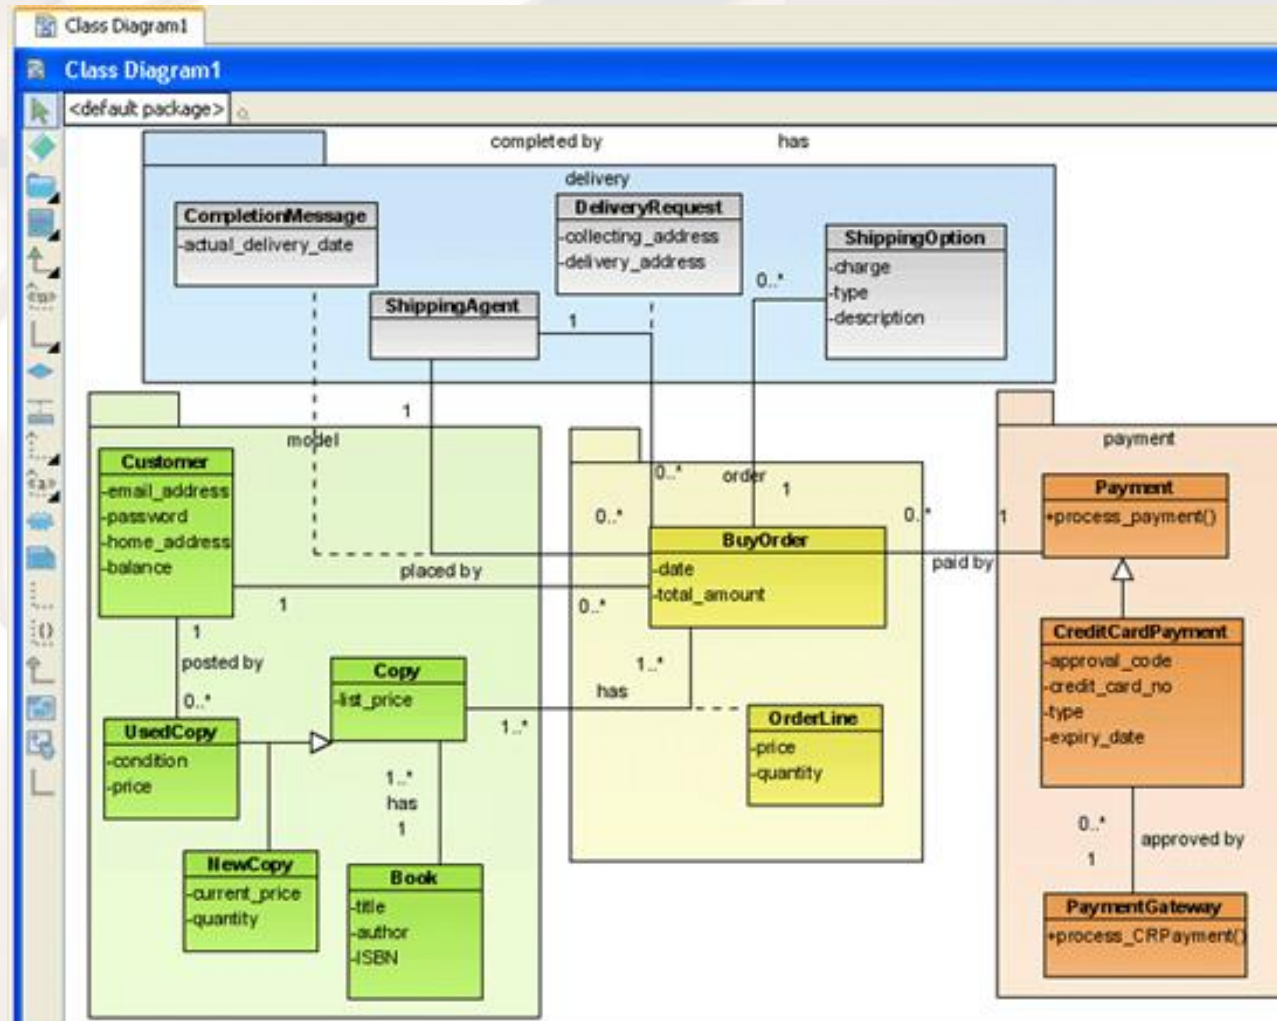 Class Diagram1
Class Diagram1
<default package>
completed by
has
delivery
CompletionMessage
-actual_delivery_date
DeliveryRequest
-collecting_address
-delivery_address
ShippingOption
-charge
-type
-description
0..*
ShippingAgent
1
1
model
Customer
-email_address
-password
-home_address
-balance
order
0..*
1
0..*
0..*
1
placed by
1
0..*
BuyOrder
-date
-total_amount
paid by
payment
Payment
+process_payment()
1
posted by
0..*
Copy
-list_price
1..*
has
1..*
UsedCopy
-condition
-price
OrderLine
-price
-quantity
CreditCardPayment
-approval_code
-credit_card_no
-type
-expiry_date
1..*
has
1
NewCopy
-current_price
-quantity
Book
-title
-author
-ISBN
0..*
approved by
1
PaymentGateway
+process_CRPayment()